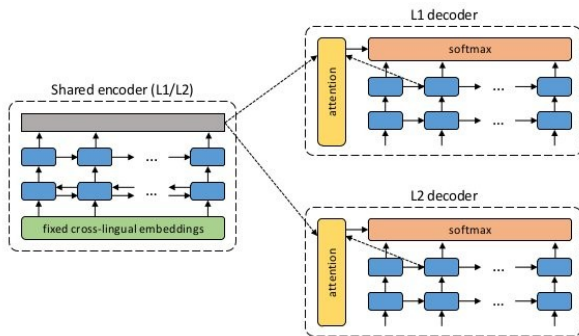 Shared encoder (L1/L2)
...
...
fixed cross-lingual embeddings
L1 decoder
attention
softmax
...
...
L2 decoder
attention
softmax
...
...